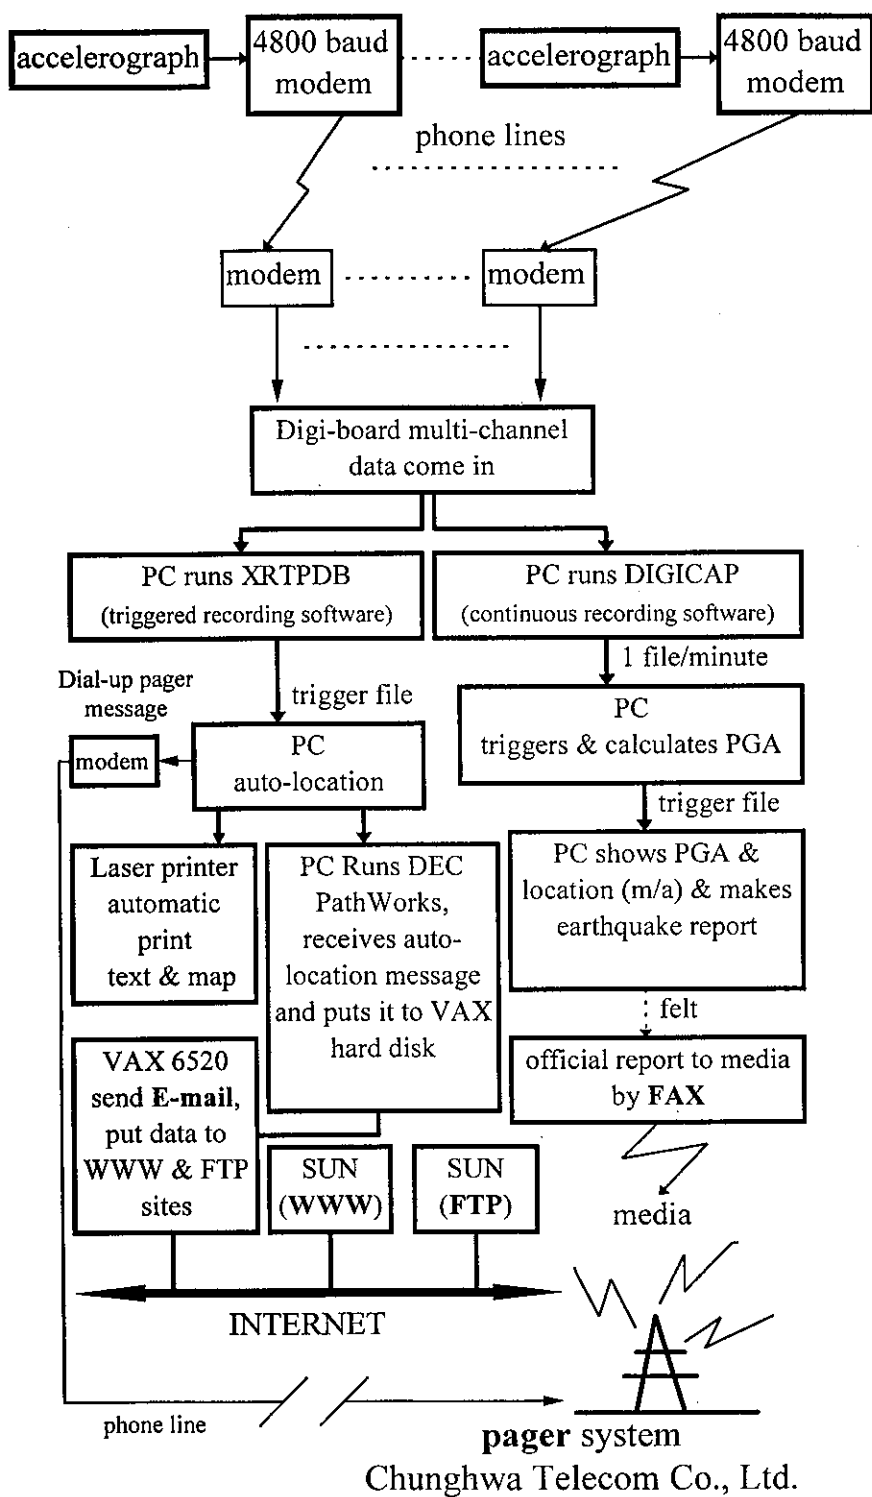 accelerograph
4800 baud
modem
accelerograph
4800 baud
modem
phone lines
modem
modem
Digi-board multi-channel
data come in
PC runs XRTPDB
(triggered recording software)
PC runs DIGICAP
(continuous recording software)
1 file/minute
Dial-up pager
message
trigger file
PC
triggers & calculates PGA
modem
PC
auto-location
trigger file
Laser printer
automatic
print
text & map
PC Runs DEC
PathWorks,
receives auto-
location message
and puts it to VAX
hard disk
PC shows PGA &
location (m/a) & makes
earthquake report
felt
VAX 6520
send E-mail,
put data to
WWW & FTP
sites
official report to media
by FAX
SUN
(WWW)
SUN
(FTP)
media
INTERNET
phone line
pager system
Chunghwa Telecom Co., Ltd.